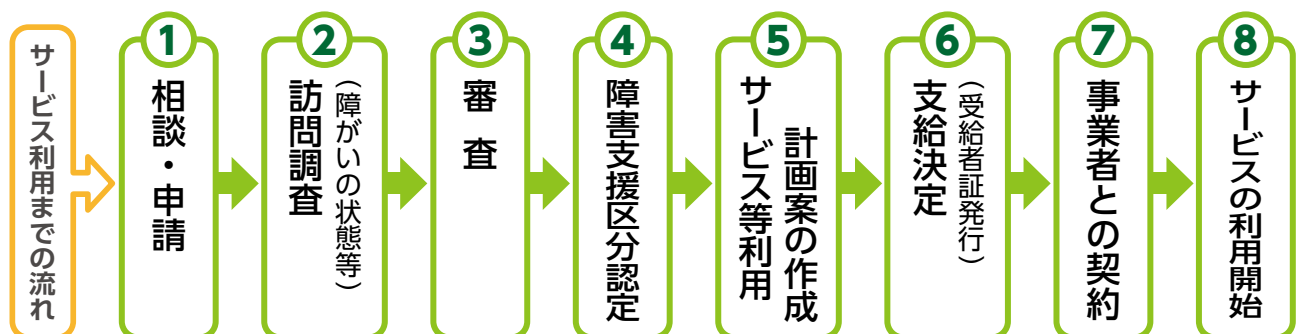 サービス利用までの流れ
1
相談・申請
2
訪問調査
（障がいの状態等）
3
審 査
4
障害支援区分認定
5
サービス等利用
計画案の作成
6
支給決定
（受給者証発行）
7
事業者との契約
8
サービスの利用開始